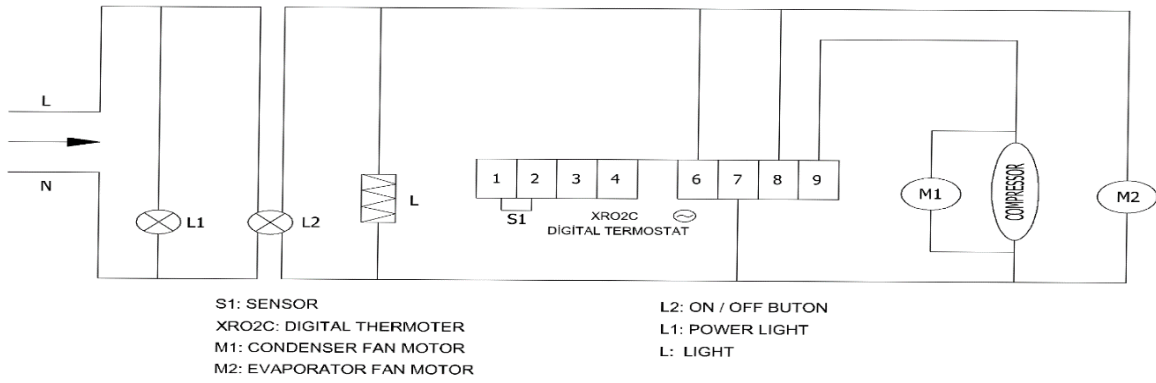 L
N
L1
L2
L
1 2 3 4
6 7 8 9
S1
XRO2C
DİGİTAL TERMOSTAT
M1
COMPRESSOR
M2
S1: SENSOR
XRO2C: DIGITAL THERMOTER
M1: CONDENSER FAN MOTOR
M2: EVAPORATOR FAN MOTOR
L2: ON / OFF BUTON
L1: POWER LIGHT
L: LIGHT